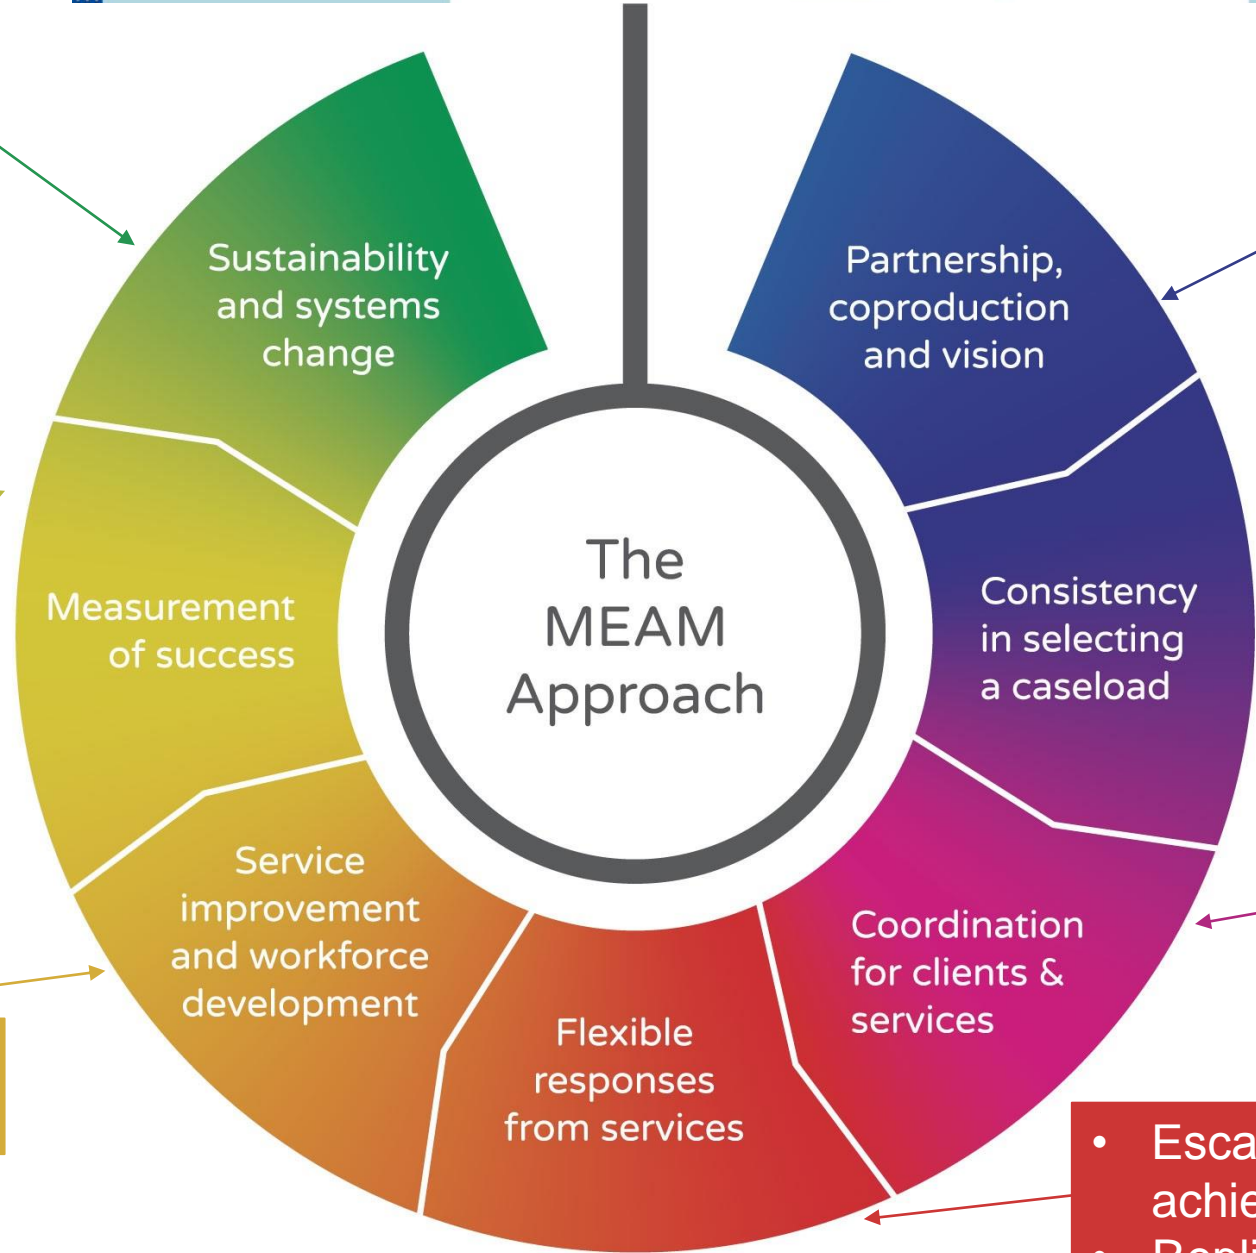 The
MEAM
Approach
Partnership,
coproduction
and vision
Consistency
in selecting
a caseload
Coordination
for clients &
services
Flexible
responses
from services
Service
improvement
and workforce
development
Measurement
of success
Sustainability
and systems
change
•
•